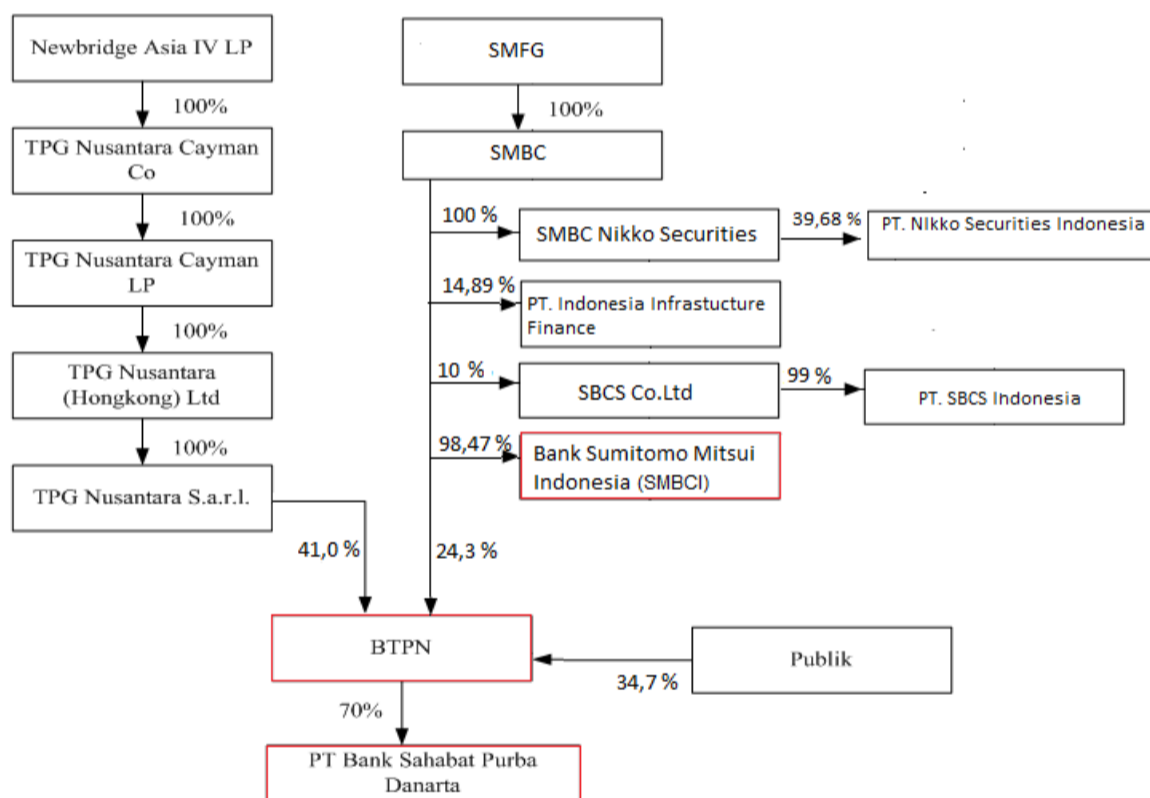 Newbridge Asia IV LP
100%
TPG Nusantara Cayman
Co
100%
TPG Nusantara Cayman
LP
100%
TPG Nusantara
(Hongkong) Ltd
100%
TPG Nusantara S.a.r.l.
41,0 %
SMFG
100%
SMBC
100 %
SMBC Nikko Securities
39,68 %
PT. NIkko Securities Indonesia
14,89 %
PT. Indonesia Infrastucture
Finance
10 %
SBCS Co.Ltd
99 %
PT. SBCS Indonesia
98,47 %
Bank Sumitomo Mitsui
Indonesia (SMBCI)
24,3 %
BTPN
Publik
34,7 %
70%
PT Bank Sahabat Purba
Danarta